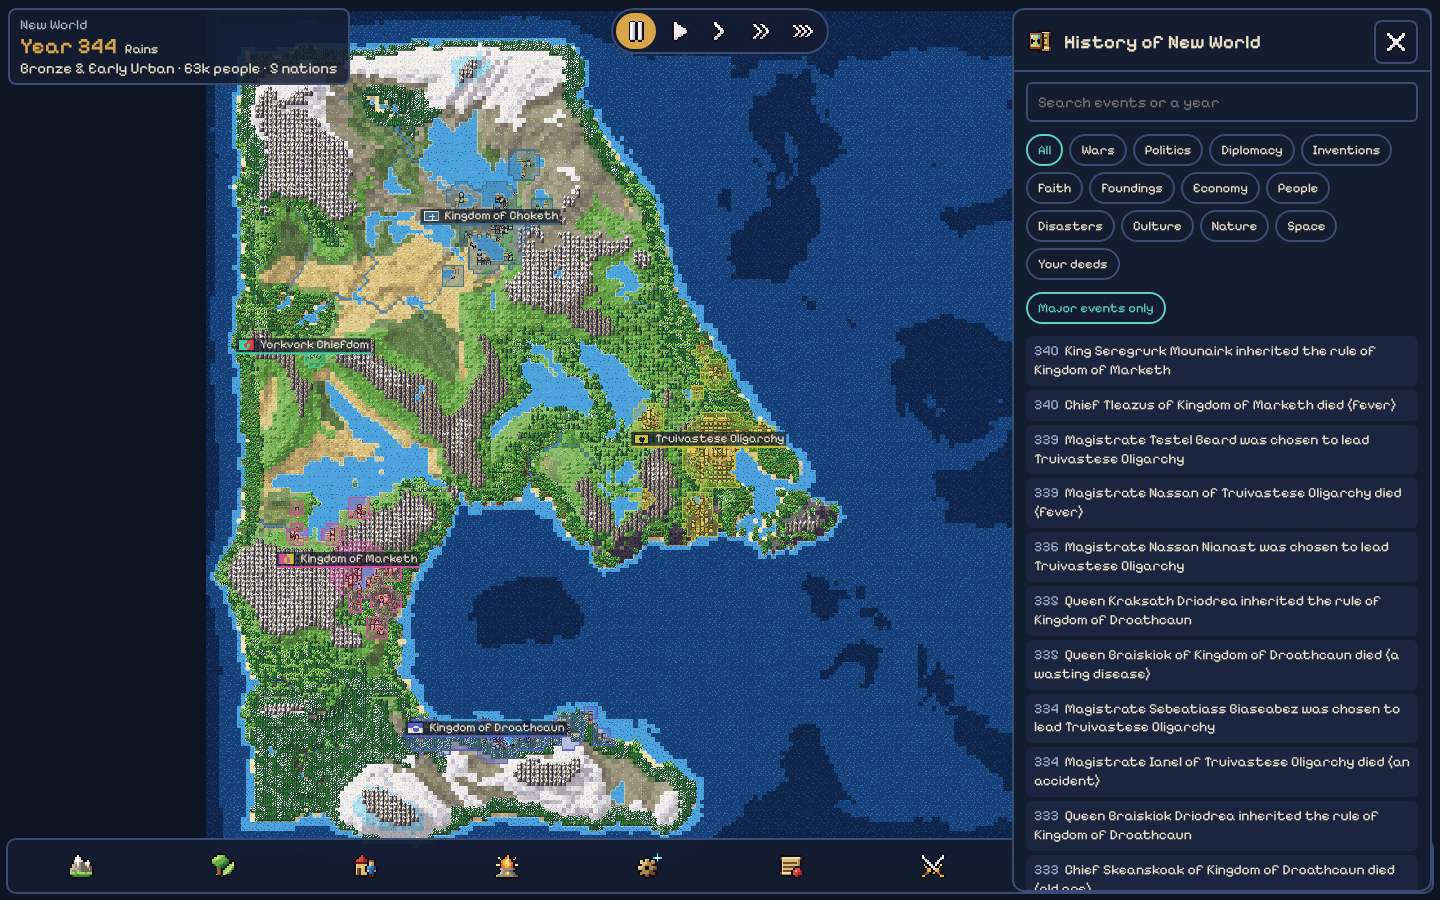 New World
Year 344 Rains
Bronze & Early Urban · 63k people · 5 nations
History of New World
Search events or a year
All
Wars
Politics
Diplomacy
Inventions
Faith
Foundings
Economy
People
Disasters
Culture
Nature
Space
Your deeds
Major events only
340 King Seregrurk Mounairk inherited the rule of
Kingdom of Marketh
340 Chief Tleazus of Kingdom of Marketh died (fever)
339 Magistrate Testel Beard was chosen to lead
Truivastese Oligarchy
339 Magistrate Nassan of Truivastese Oligarchy died
(fever)
336 Magistrate Nassan Nianast was chosen to lead
Truivastese Oligarchy
335 Queen Kraksath Driodrea inherited the rule of
Kingdom of Droathcaun
335 Queen Braiskiok of Kingdom of Droathcaun died (a
wasting disease)
334 Magistrate Sebeatiass Biaseabez was chosen to
lead Truivastese Oligarchy
334 Magistrate Ianel of Truivastese Oligarchy died (an
accident)
333 Queen Braiskiok Driodrea inherited the rule of
Kingdom of Droathcaun
333 Chief Skeanskoak of Kingdom of Droathcaun died
(old age)
Kingdom of Choketh
Yorkvark Chiefdom
Truivastese Oligarchy
Kingdom of Marketh
Kingdom of Droathcaun